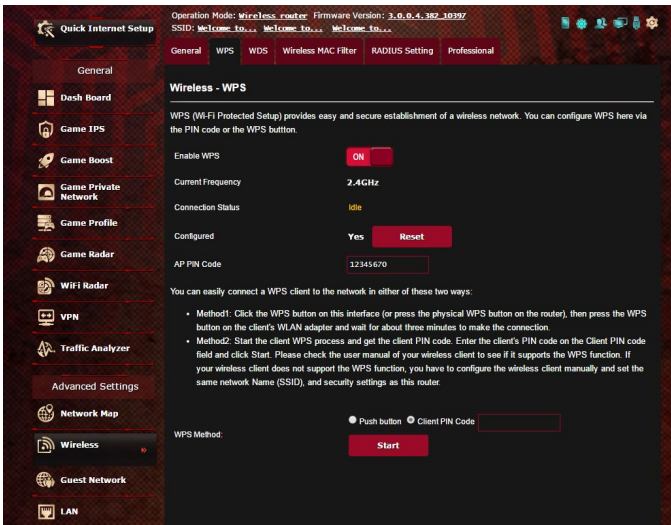 Quick Internet Setup
Operation Mode: Wireless router Firmware Version: 3.0.0.4.382_10397
SSID: Welcome to... Welcome to... Welcome to...
General WPS WDS Wireless MAC Filter RADIUS Setting Professional
General
Dash Board
Game IPS
Game Boost
Game Private
Network
Game Profile
Game Radar
WiFi Radar
VPN
Traffic Analyzer
Advanced Settings
Network Map
Wireless
Guest Network
LAN
Wireless - WPS
WPS (Wi-Fi Protected Setup) provides easy and secure establishment of a wireless network. You can configure WPS here via
the PIN code or the WPS buttton.
Enable WPS ON
Current Frequency 2.4GHz
Connection Status Idle
Configured Yes Reset
AP PIN Code 12345670
You can easily connect a WPS client to the network in either of these two ways:
• Method1: Click the WPS button on this interface (or press the physical WPS button on the router), then press the WPS
button on the client's WLAN adapter and wait for about three minutes to make the connection.
• Method2: Start the client WPS process and get the client PIN code. Enter the client's PIN code on the Client PIN code
field and click Start. Please check the user manual of your wireless client to see if it supports the WPS function. If
your wireless client does not support the WPS function, you have to configure the wireless client manually and set the
same network Name (SSID), and security settings as this router.
WPS Method: Push button Client PIN Code
Start